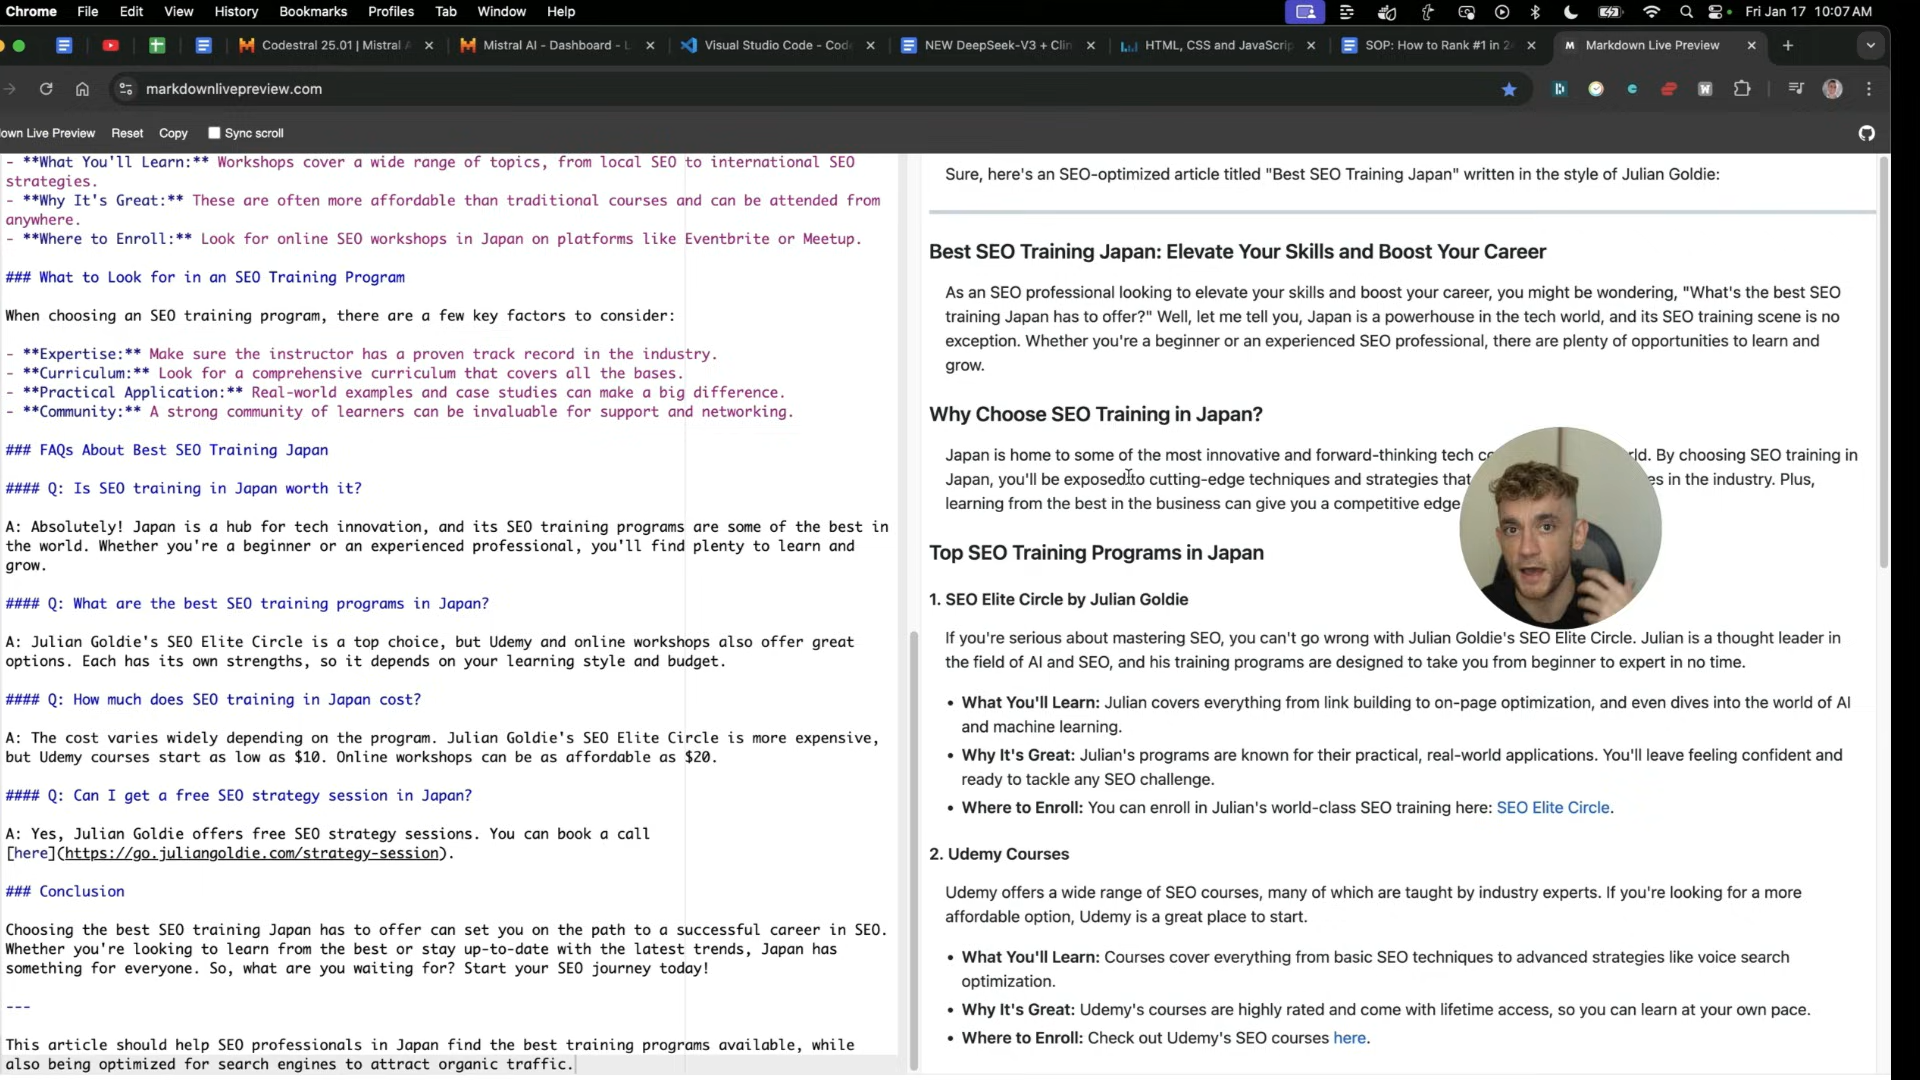 Chrome File Edit View History Bookmarks Profiles Tab Window Help Fri Jan 17 10:07 AM
Codestral 25.01 | Mistral A Mistral AI - Dashboard - L Visual Studio Code - Code NEW DeepSeek-V3 + Clin HTML, CSS and JavaScrip SOP: How to Rank #1 in 24 Markdown Live Preview
markdownlivepreview.com
own Live Preview Reset Copy Sync scroll
- **What You'll Learn:** Workshops cover a wide range of topics, from local SEO to international SEO
strategies.
- **Why It's Great:** These are often more affordable than traditional courses and can be attended from
anywhere.
- **Where to Enroll:** Look for online SEO workshops in Japan on platforms like Eventbrite or Meetup.
### What to Look for in an SEO Training Program
When choosing an SEO training program, there are a few key factors to consider:
- **Expertise:** Make sure the instructor has a proven track record in the industry.
- **Curriculum:** Look for a comprehensive curriculum that covers all the bases.
- **Practical Application:** Real-world examples and case studies can make a big difference.
- **Community:** A strong community of learners can be invaluable for support and networking.
### FAQs About Best SEO Training Japan
#### Q: Is SEO training in Japan worth it?
A: Absolutely! Japan is a hub for tech innovation, and its SEO training programs are some of the best in
the world. Whether you're a beginner or an experienced professional, you'll find plenty to learn and
grow.
#### Q: What are the best SEO training programs in Japan?
A: Julian Goldie's SEO Elite Circle is a top choice, but Udemy and online workshops also offer great
options. Each has its own strengths, so it depends on your learning style and budget.
#### Q: How much does SEO training in Japan cost?
A: The cost varies widely depending on the program. Julian Goldie's SEO Elite Circle is more expensive,
but Udemy courses start as low as $10. Online workshops can be as affordable as $20.
#### Q: Can I get a free SEO strategy session in Japan?
A: Yes, Julian Goldie offers free SEO strategy sessions. You can book a call
[here](https://go.juliangoldie.com/strategy-session).
### Conclusion
Choosing the best SEO training Japan has to offer can set you on the path to a successful career in SEO.
Whether you're looking to learn from the best or stay up-to-date with the latest trends, Japan has
something for everyone. So, what are you waiting for? Start your SEO journey today!
---
This article should help SEO professionals in Japan find the best training programs available, while
also being optimized for search engines to attract organic traffic.
Sure, here's an SEO-optimized article titled "Best SEO Training Japan" written in the style of Julian Goldie:
Best SEO Training Japan: Elevate Your Skills and Boost Your Career
As an SEO professional looking to elevate your skills and boost your career, you might be wondering, "What's the best SEO
training Japan has to offer?" Well, let me tell you, Japan is a powerhouse in the tech world, and its SEO training scene is no
exception. Whether you're a beginner or an experienced SEO professional, there are plenty of opportunities to learn and
grow.
Why Choose SEO Training in Japan?
Japan is home to some of the most innovative and forward-thinking tech co rld. By choosing SEO training in
Japan, you'll be exposed to cutting-edge techniques and strategies that es in the industry. Plus,
learning from the best in the business can give you a competitive edge
Top SEO Training Programs in Japan
1. SEO Elite Circle by Julian Goldie
If you're serious about mastering SEO, you can't go wrong with Julian Goldie's SEO Elite Circle. Julian is a thought leader in
the field of AI and SEO, and his training programs are designed to take you from beginner to expert in no time.
• What You'll Learn: Julian covers everything from link building to on-page optimization, and even dives into the world of AI
and machine learning.
• Why It's Great: Julian's programs are known for their practical, real-world applications. You'll leave feeling confident and
ready to tackle any SEO challenge.
• Where to Enroll: You can enroll in Julian's world-class SEO training here: SEO Elite Circle.
2. Udemy Courses
Udemy offers a wide range of SEO courses, many of which are taught by industry experts. If you're looking for a more
affordable option, Udemy is a great place to start.
• What You'll Learn: Courses cover everything from basic SEO techniques to advanced strategies like voice search
optimization.
• Why It's Great: Udemy's courses are highly rated and come with lifetime access, so you can learn at your own pace.
• Where to Enroll: Check out Udemy's SEO courses here.